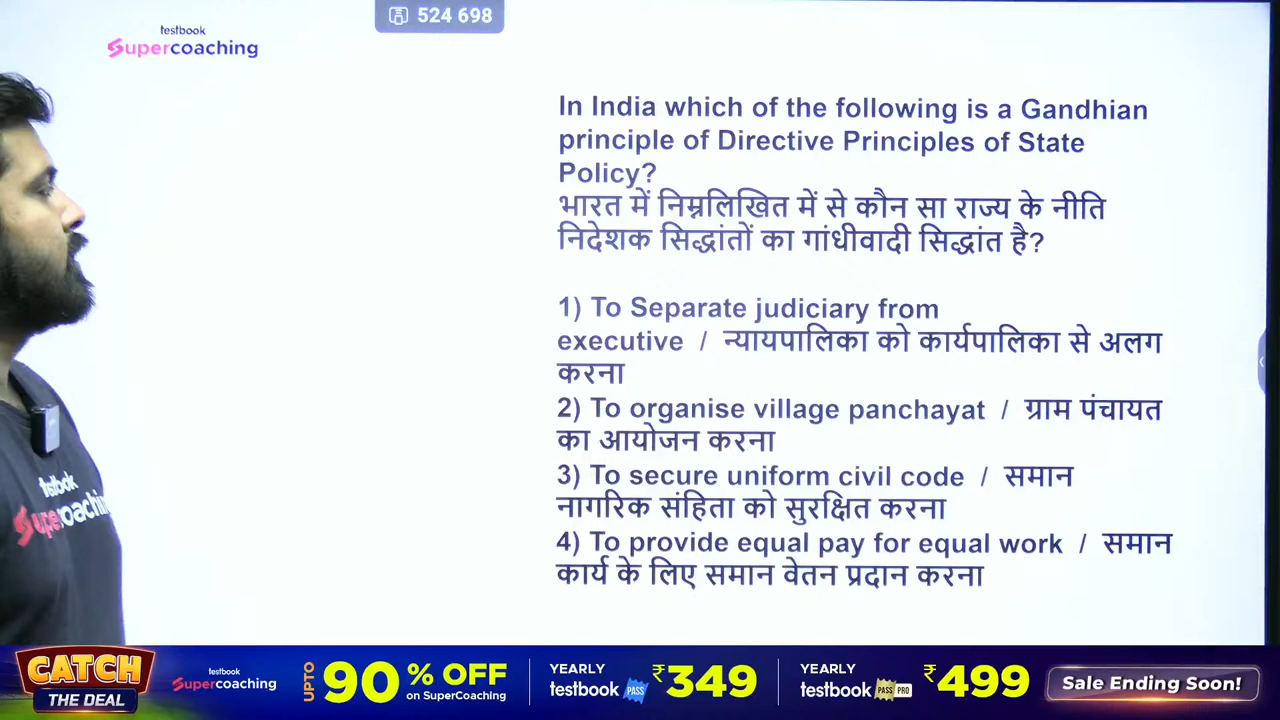 testbook
Supercoaching
524 698
In India which of the following is a Gandhian
principle of Directive Principles of State
Policy?
भारत में निम्नलिखित में से कौन सा राज्य के नीति
निदेशक सिद्धांतों का गांधीवादी सिद्धांत है?
1) To Separate judiciary from
executive / न्यायपालिका को कार्यपालिका से अलग
करना
2) To organise village panchayat / ग्राम पंचायत
का आयोजन करना
3) To secure uniform civil code / समान
नागरिक संहिता को सुरक्षित करना
4) To provide equal pay for equal work / समान
कार्य के लिए समान वेतन प्रदान करना
testbook
Supercoaching
CATCH
THE DEAL
testbook
Supercoaching
UPTO
90% OFF
on SuperCoaching
YEARLY
testbook PASS
₹349
YEARLY
testbook PASS PRO
₹499
Sale Ending Soon!